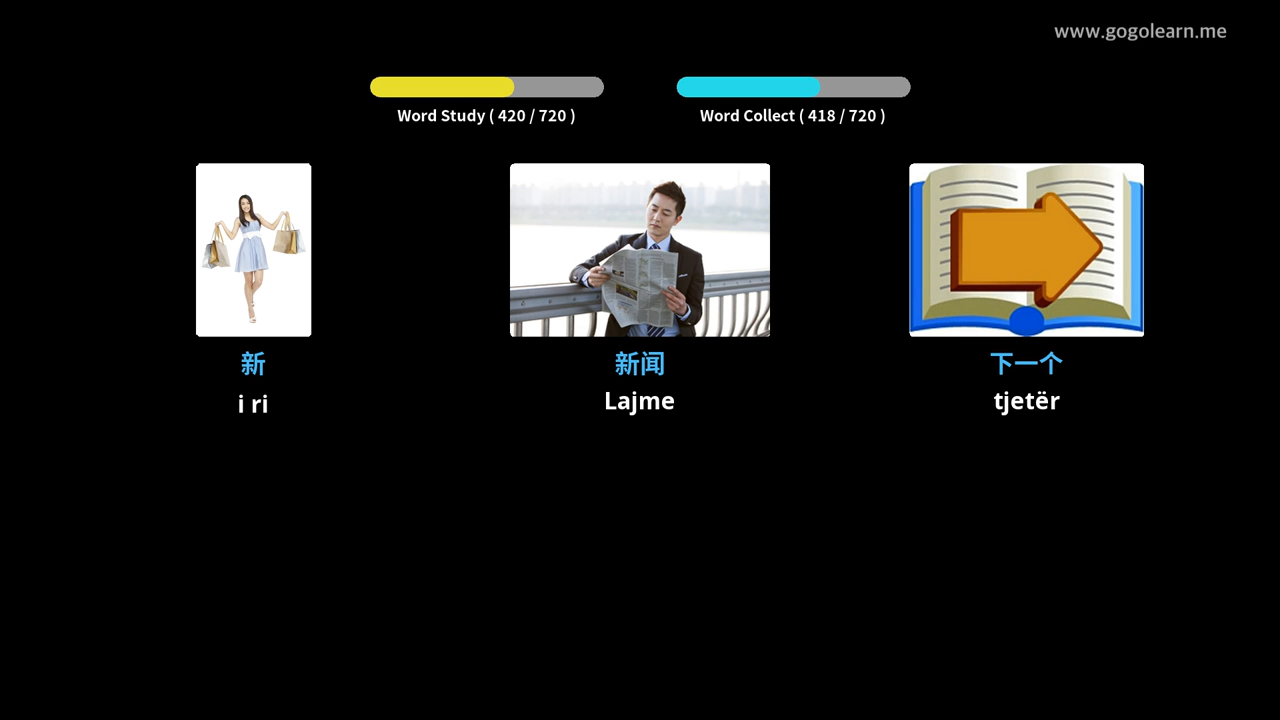 www.gogolearn.me
Word Study ( 420 / 720 )
Word Collect ( 418 / 720 )
新
i ri
新闻
Lajme
下一个
tjetër